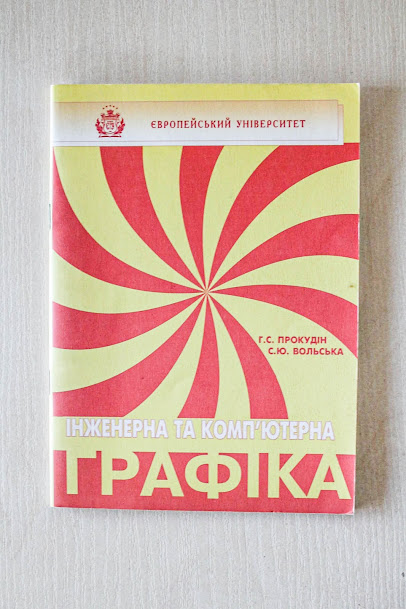 ЄВРОПЕЙСЬКИЙ УНІВЕРСИТЕТ
Г.С. ПРОКУДІН
С.Ю. ВОЛЬСЬКА
ІНЖЕНЕРНА ТА КОМП'ЮТЕРНА
ГРАФІКА